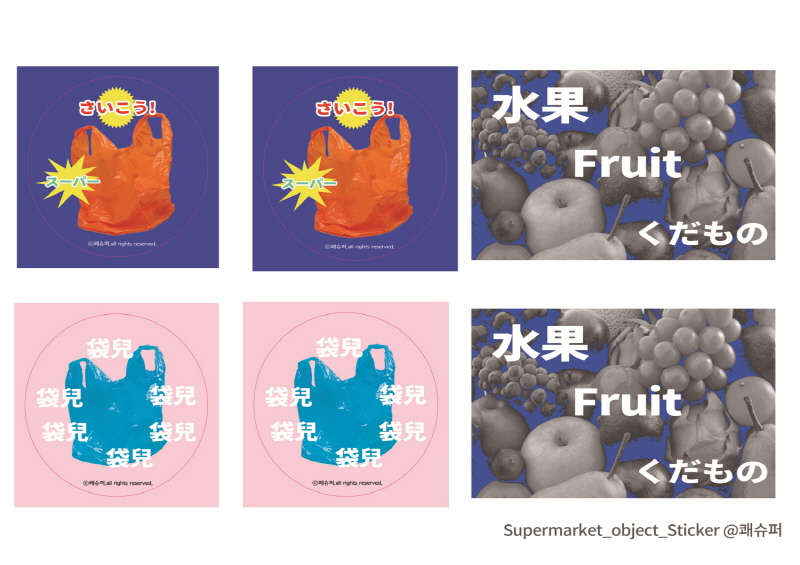 さいこう!
スーパー
ⓒ쾌슈퍼,all rights reserved.
さいこう!
スーパー
ⓒ쾌슈퍼,all rights reserved.
水果
Fruit
くだもの
袋兒
袋兒 袋兒
袋兒 袋兒
袋兒
ⓒ쾌슈퍼,all rights reserved.
袋兒
袋兒 袋兒
袋兒 袋兒
袋兒
ⓒ쾌슈퍼,all rights reserved.
水果
Fruit
くだもの
Supermarket_object_Sticker @쾌슈퍼